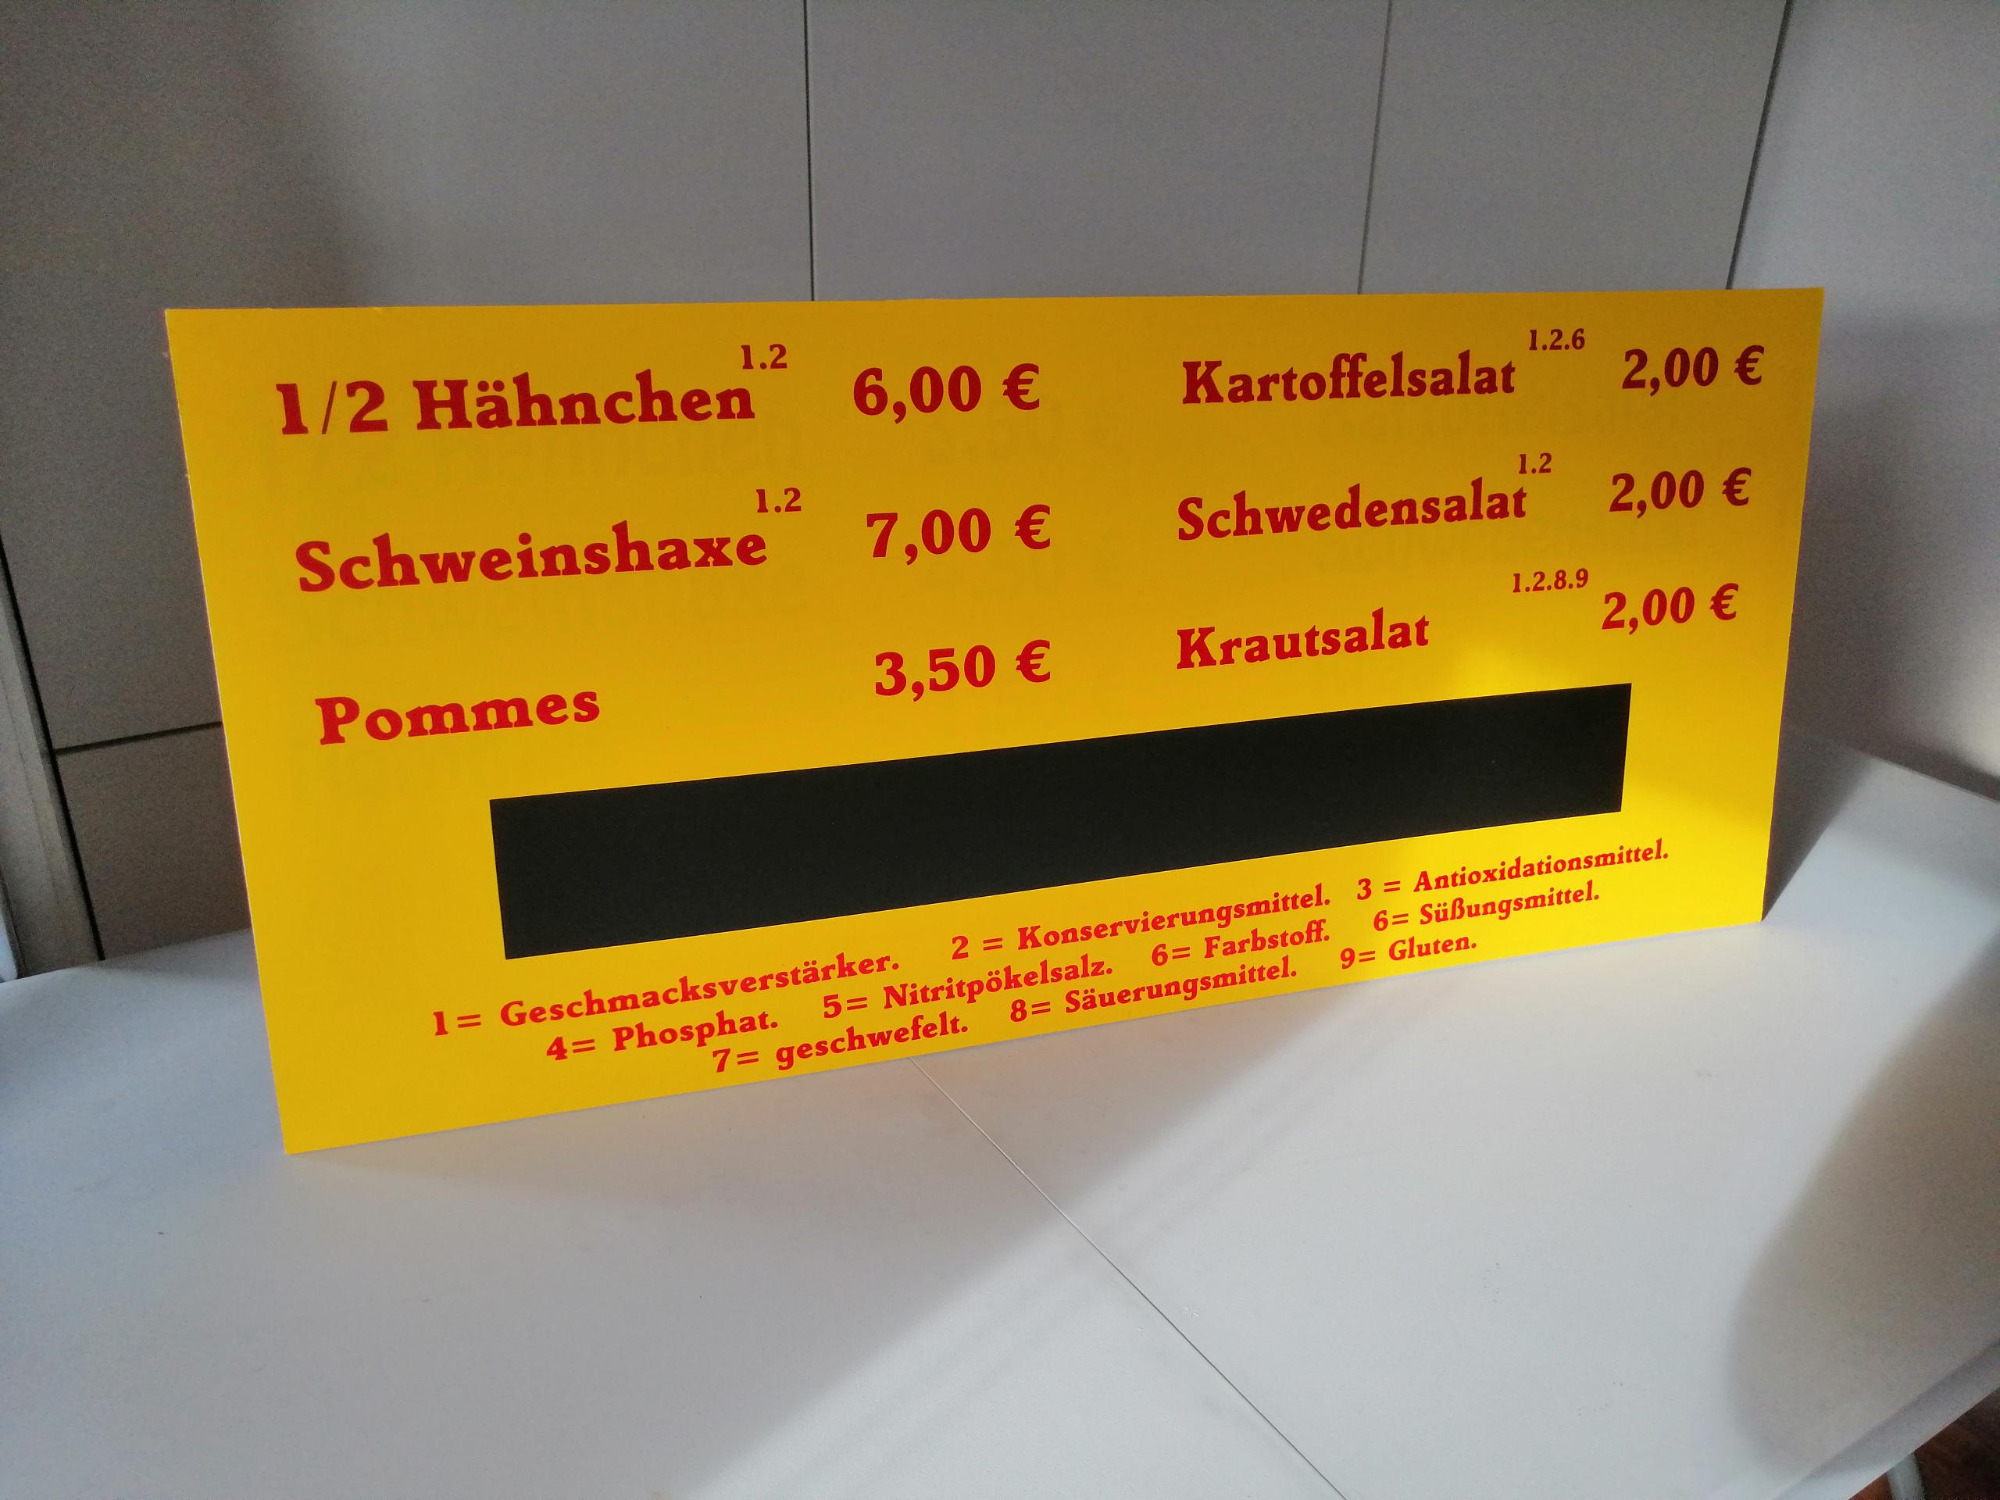 1/2 Hähnchen 1.2 6,00 €
Schweinshaxe 1.2 7,00 €
Pommes 3,50 €
Kartoffelsalat 1.2.6 2,00 €
Schwedensalat 1.2 2,00 €
Krautsalat 1.2.8.9 2,00 €
1= Geschmacksverstärker. 2 = Konservierungsmittel. 3 = Antioxidationsmittel.
4= Phosphat. 5= Nitritpökelsalz. 6= Farbstoff. 6= Süßungsmittel.
7= geschwefelt. 8= Säuerungsmittel. 9= Gluten.